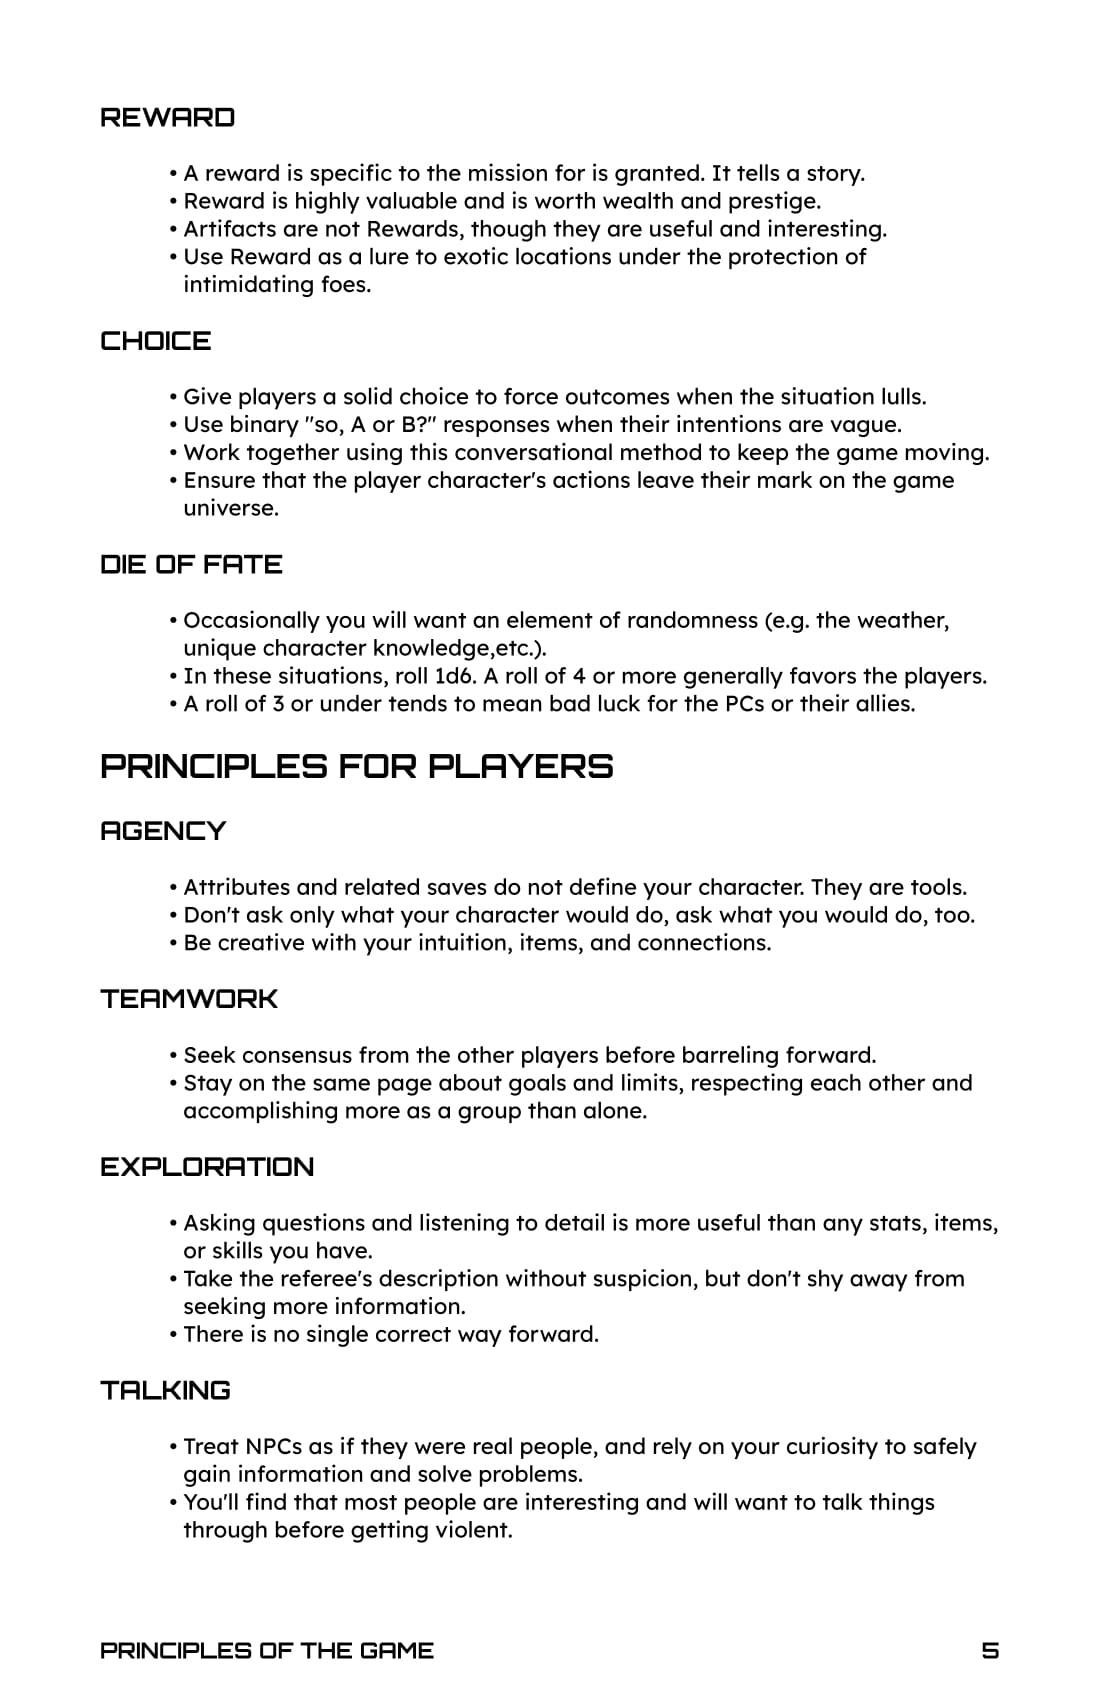 REWARD
• A reward is specific to the mission for is granted. It tells a story.
• Reward is highly valuable and is worth wealth and prestige.
• Artifacts are not Rewards, though they are useful and interesting.
• Use Reward as a lure to exotic locations under the protection of
intimidating foes.
CHOICE
• Give players a solid choice to force outcomes when the situation lulls.
• Use binary "so, A or B?" responses when their intentions are vague.
• Work together using this conversational method to keep the game moving.
• Ensure that the player character's actions leave their mark on the game
universe.
DIE OF FATE
• Occasionally you will want an element of randomness (e.g. the weather,
unique character knowledge,etc.).
• In these situations, roll 1d6. A roll of 4 or more generally favors the players.
• A roll of 3 or under tends to mean bad luck for the PCs or their allies.
PRINCIPLES FOR PLAYERS
AGENCY
• Attributes and related saves do not define your character. They are tools.
• Don't ask only what your character would do, ask what you would do, too.
• Be creative with your intuition, items, and connections.
TEAMWORK
• Seek consensus from the other players before barreling forward.
• Stay on the same page about goals and limits, respecting each other and
accomplishing more as a group than alone.
EXPLORATION
• Asking questions and listening to detail is more useful than any stats, items,
or skills you have.
• Take the referee's description without suspicion, but don't shy away from
seeking more information.
• There is no single correct way forward.
TALKING
• Treat NPCs as if they were real people, and rely on your curiosity to safely
gain information and solve problems.
• You'll find that most people are interesting and will want to talk things
through before getting violent.
PRINCIPLES OF THE GAME 5